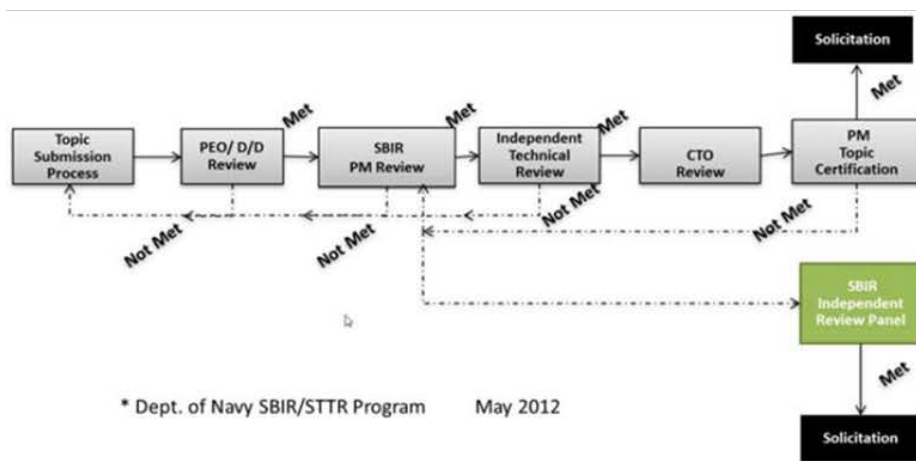 Solicitation
Met
Met
Met
Met
Topic
Submission
Process
PEO/ D/D
Review
SBIR
PM Review
Independent
Technical
Review
CTO
Review
PM
Topic
Certification
Not Met
Not Met
Not Met
Not Met
SBIR
Independent
Review Panel
Met
* Dept. of Navy SBIR/STTR Program May 2012
Solicitation